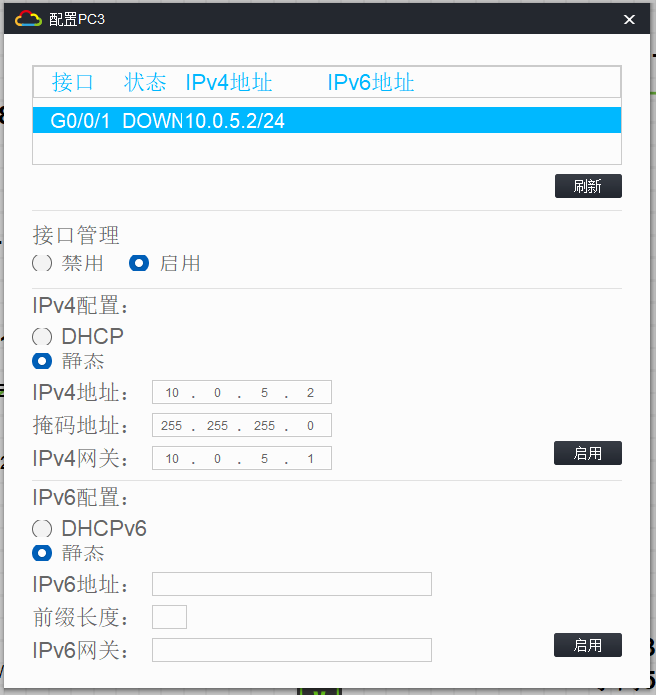 配置PC3
接口 状态 IPv4地址 IPv6地址
G0/0/1 DOWN 10.0.5.2/24
刷新
接口管理
禁用 启用
IPv4配置：
DHCP
静态
IPv4地址： 10 . 0 . 5 . 2
掩码地址： 255 . 255 . 255 . 0
IPv4网关： 10 . 0 . 5 . 1
启用
IPv6配置：
DHCPv6
静态
IPv6地址：
前缀长度：
IPv6网关：
启用